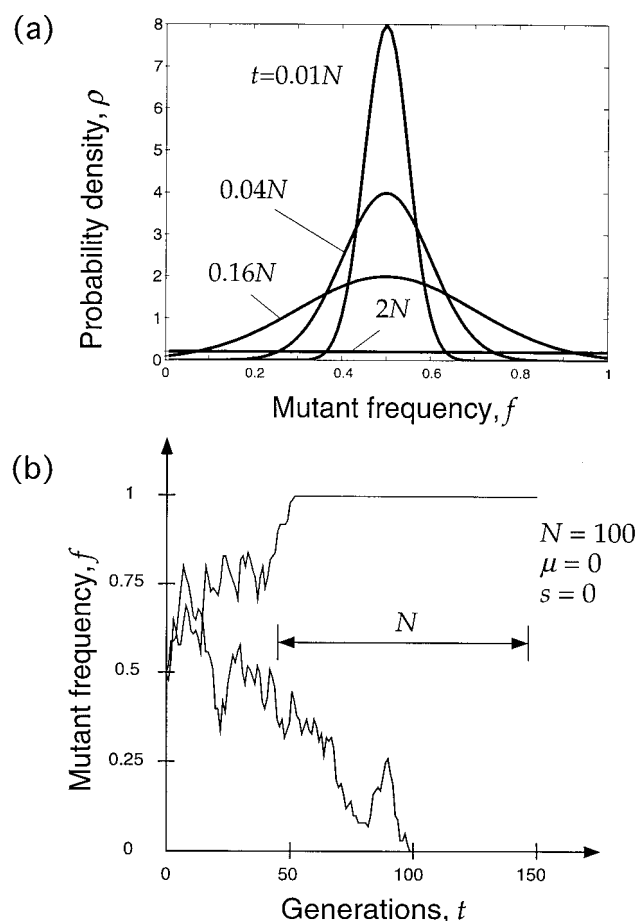 (a)
8
7
6
5
4
3
2
1
0
Probability density, ρ
t=0.01N
0.04N
0.16N
2N
0 0.2 0.4 0.6 0.8 1
Mutant frequency, f
(b)
1
0.75
0.5
0.25
0
Mutant frequency, f
N = 100
μ = 0
s = 0
N
0 50 100 150
Generations, t